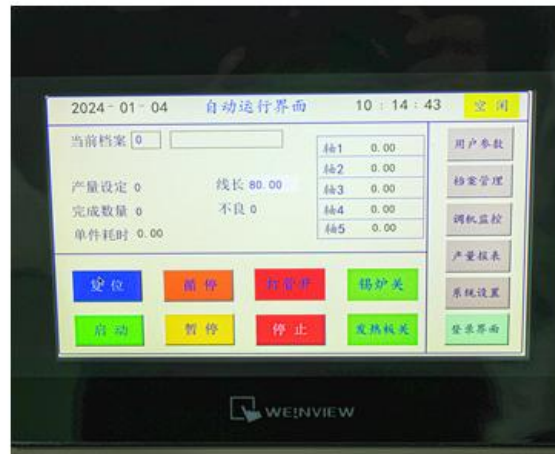 2024-01-04 自动运行界面 10:14:43 空闲
当前档案 0
轴1 0.00
轴2 0.00
产量设定 0 线长 80.00 轴3 0.00
完成数量 0 不良 0 轴4 0.00
单件耗时 0.00 轴5 0.00
用户参数
档案管理
调机监控
产量报表
系统设置
登录界面
复位 循停 灯管开 锡炉关
启动 暂停 停止 发热板关
WEINVIEW